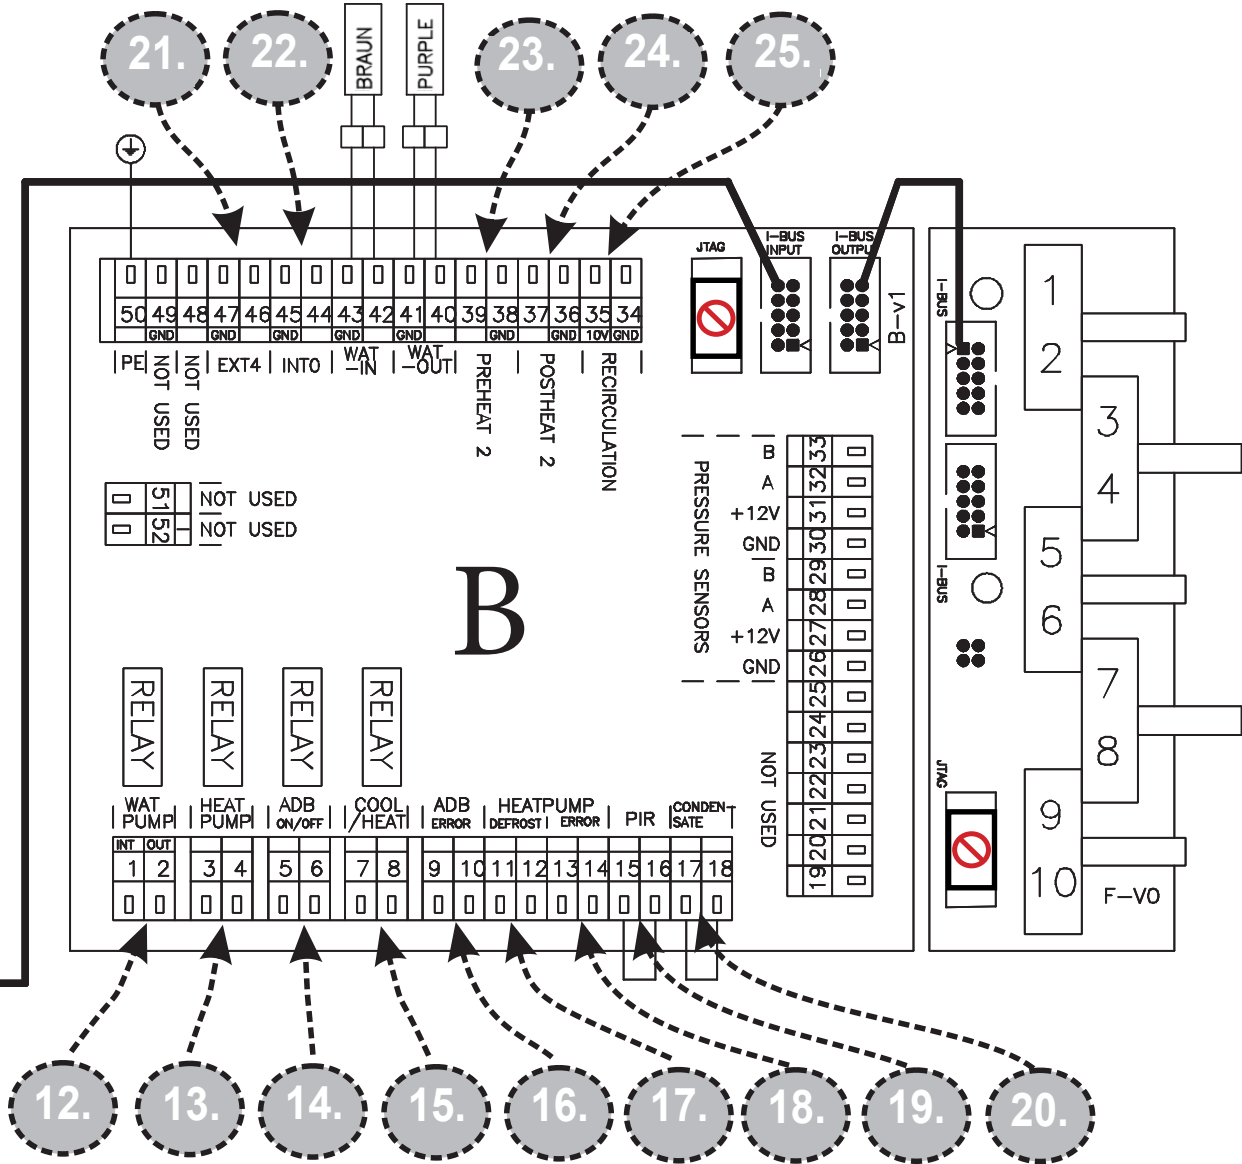 21.
22.
BRAUN
PURPLE
23.
24.
25.
JTAG
I-BUS
INPUT
I-BUS
OUTPUT
B-v1
50 49 48 47 46 45 44 43 42 41 40 39 38 37 36 35 34
GND GND GND GND GND GND GND 10V GND
PE
NOT USED
NOT USED
EXT4
INT0
WAT
-IN
WAT
-OUT
PREHEAT 2
POSTHEAT 2
RECIRCULATION
51 NOT USED
52 NOT USED
B
PRESSURE SENSORS
B 33
A 32
+12V 31
GND 30
B 29
A 28
+12V 27
GND 26
25
24
23
22
21
20
19
NOT USED
RELAY
RELAY
RELAY
RELAY
WAT
PUMP
HEAT
PUMP
ADB
ON/OFF
COOL
/HEAT
ADB
ERROR
HEATPUMP
DEFROST ERROR
PIR
CONDEN-
SATE
INT OUT
1 2 3 4 5 6 7 8 9 10 11 12 13 14 15 16 17 18
I-BUS
I-BUS
JTAG
1
2
3
4
5
6
7
8
9
10
F-V0
12.
13.
14.
15.
16.
17.
18.
19.
20.